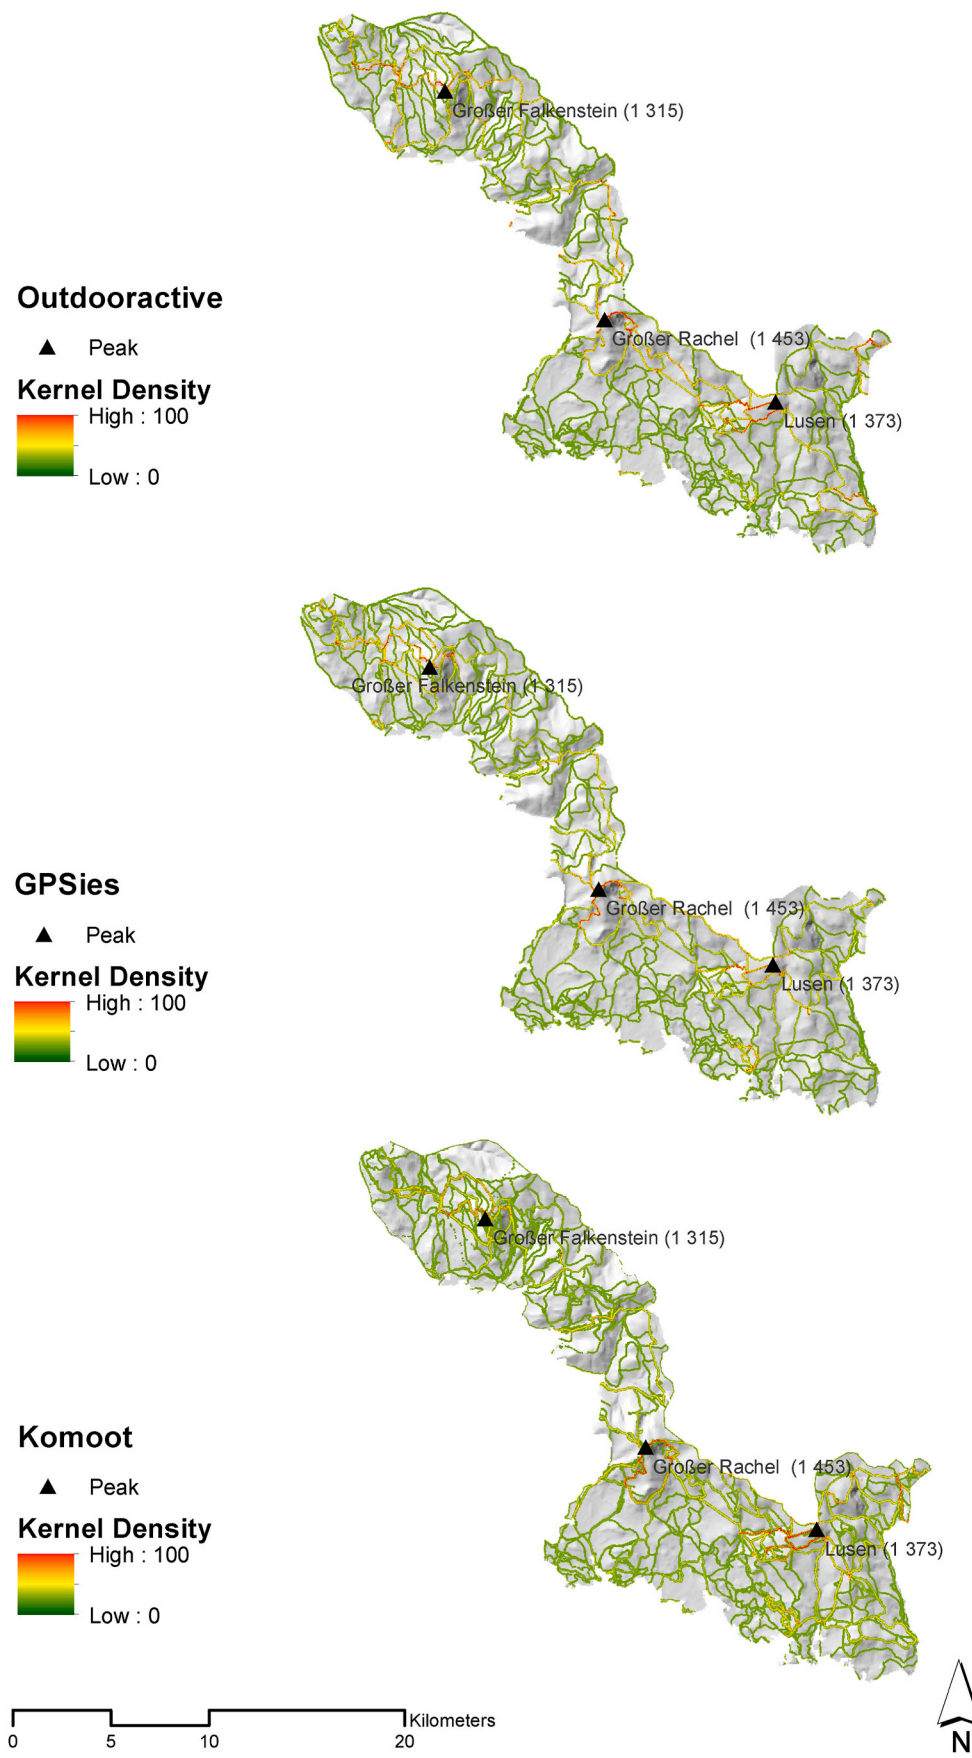 Großer Falkenstein (1 315)
Outdooractive
Peak
Kernel Density
High : 100
Low : 0
Großer Rachel (1 453)
Lusen (1 373)
Großer Falkenstein (1 315)
GPSies
Peak
Kernel Density
High : 100
Low : 0
Großer Rachel (1 453)
Lusen (1 373)
Großer Falkenstein (1 315)
Komoot
Peak
Kernel Density
High : 100
Low : 0
Großer Rachel (1 453)
Lusen (1 373)
Kilometers
0 5 10 20
N